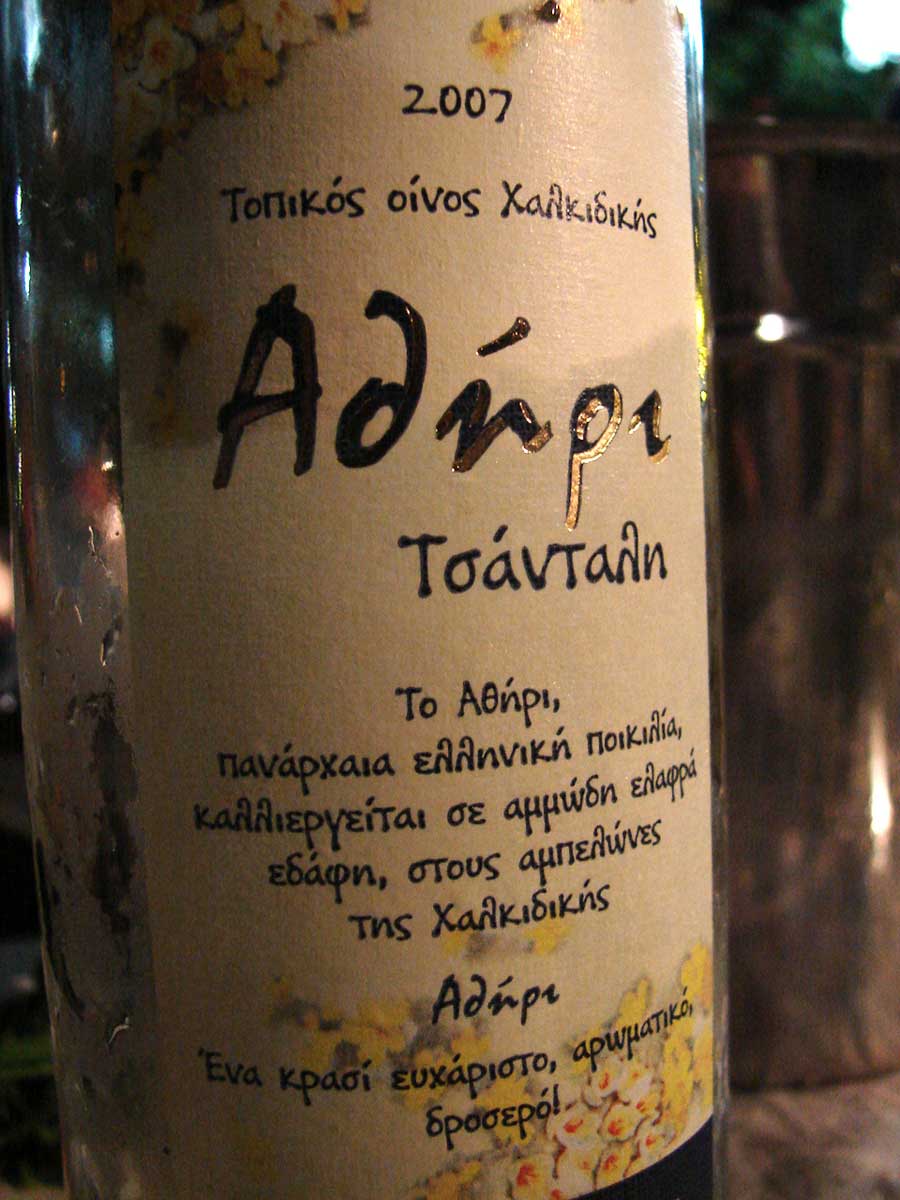 2007
Τοπικός οίνος Χαλκιδικής
Αθήρι
Τσάνταλη
Το Αθήρι,
πανάρχαια ελληνική ποικιλία,
καλλιεργείται σε αμμώδη ελαφρά
εδάφη, στους αμπελώνες
της Χαλκιδικής
Αθήρι
Ένα κρασί ευχάριστο, αρωματικό,
δροσερό!